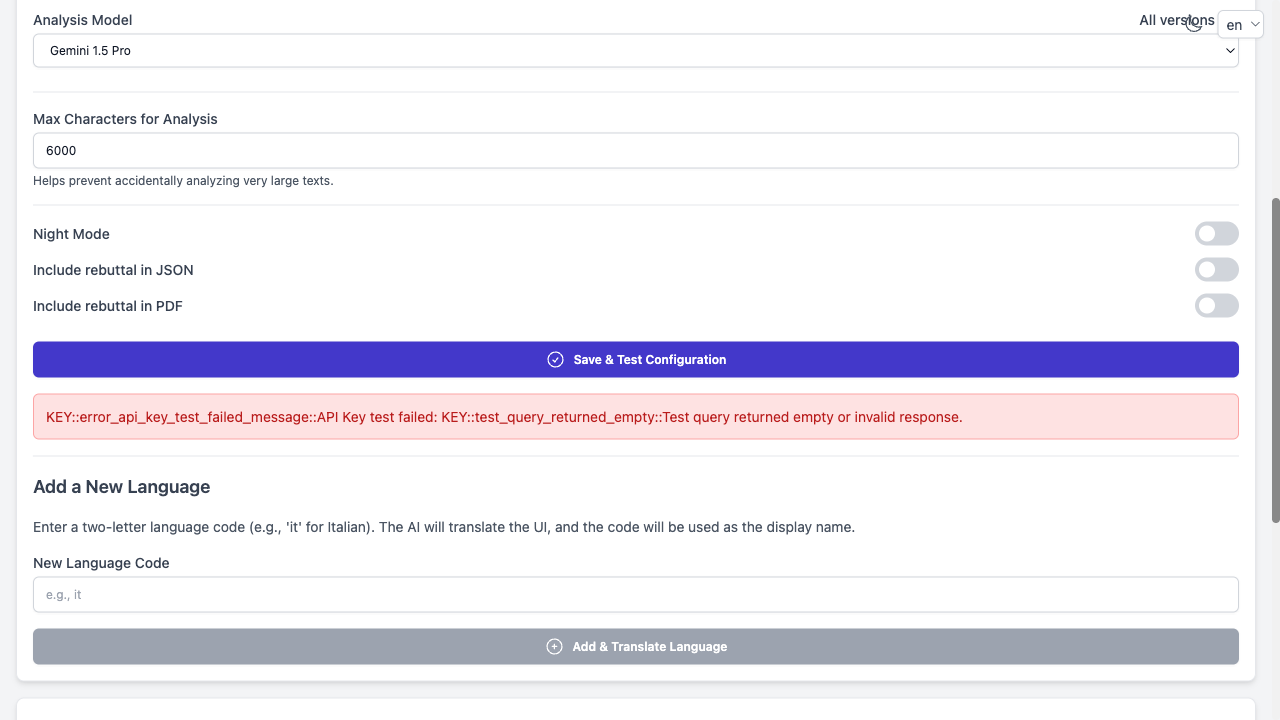 Analysis Model
All versions
en
Gemini 1.5 Pro
Max Characters for Analysis
6000
Helps prevent accidentally analyzing very large texts.
Night Mode
Include rebuttal in JSON
Include rebuttal in PDF
Save & Test Configuration
KEY::error_api_key_test_failed_message::API Key test failed: KEY::test_query_returned_empty::Test query returned empty or invalid response.
Add a New Language
Enter a two-letter language code (e.g., 'it' for Italian). The AI will translate the UI, and the code will be used as the display name.
New Language Code
e.g., it
Add & Translate Language